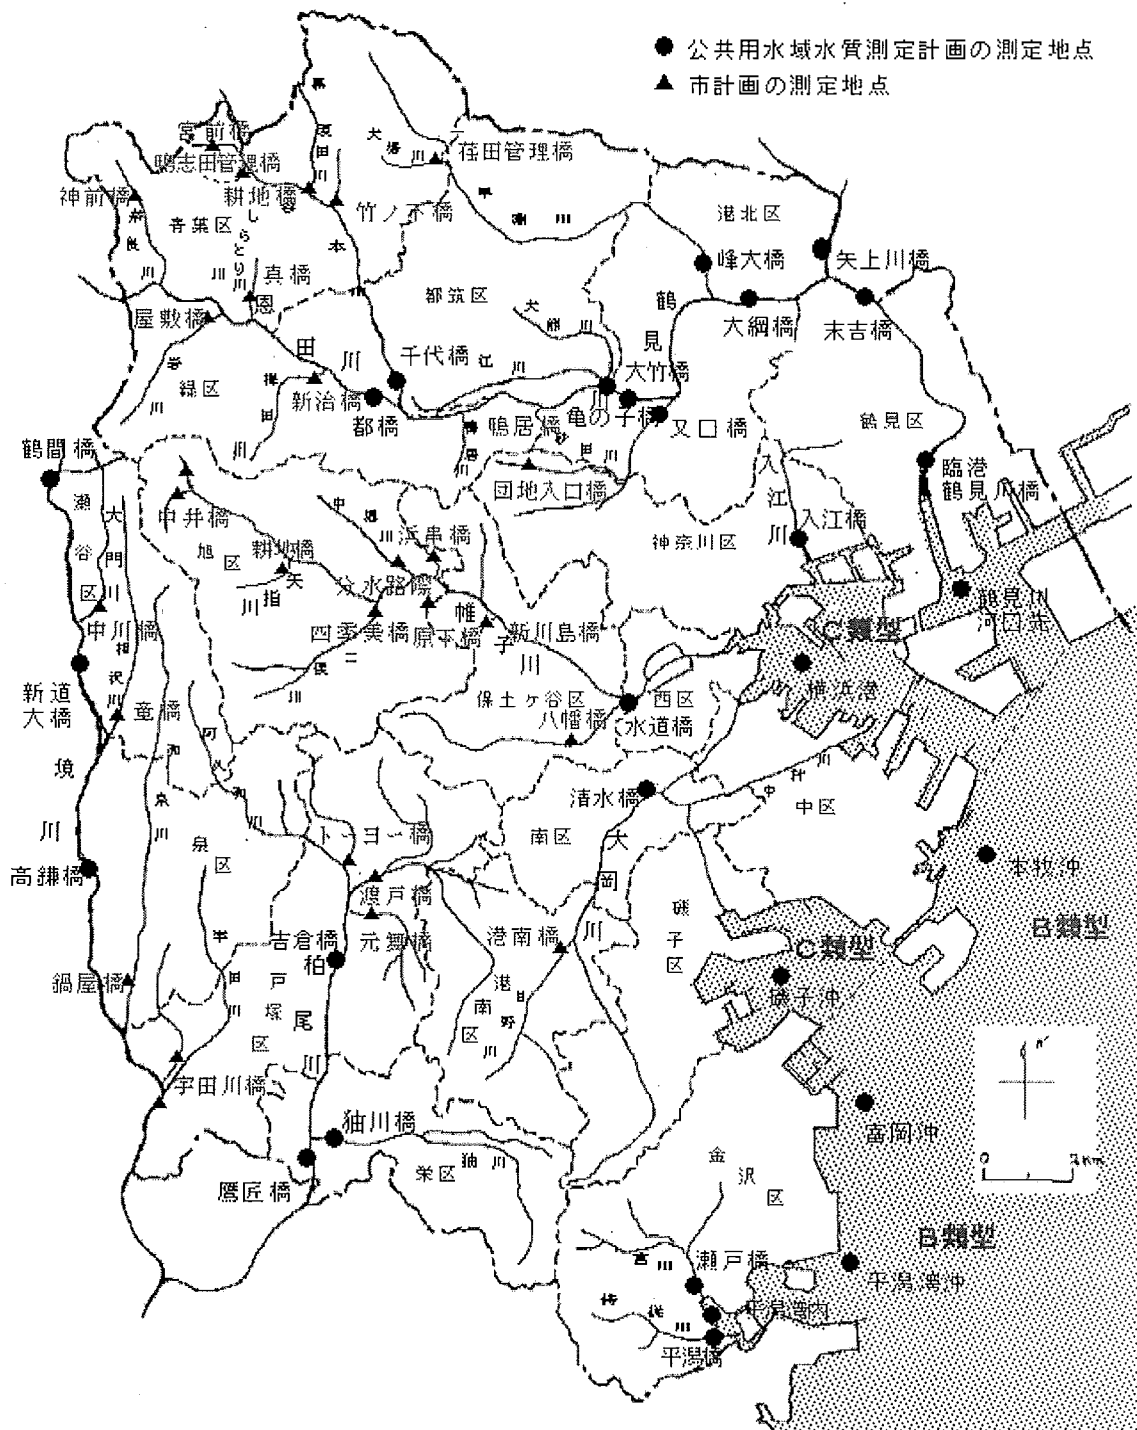 公共用水域水質測定計画の測定地点
市計画の測定地点
宮前橋
鴨志田管理橋
神前橋
耕地橋
竹ノ下橋
荏田管理橋
青葉区
真橋
港北区
峰大橋
矢上川橋
都筑区
屋敷橋
大綱橋
末吉橋
恩
田
川
鶴
見
川
千代橋
大竹橋
緑区
新治橋
都橋
鴨居橋
亀の子橋
又口橋
鶴見区
鶴間橋
団地入口橋
入
江
川
入江橋
臨港
鶴見川橋
瀬
谷
区
大
門
川
中井橋
旭
区
耕地橋
浜串橋
神奈川区
矢
指
川
分水路際
四季美橋
原下橋
帷
子
川
新川島橋
鶴見川
河口先
C類型
横浜港
中川橋
新道
大橋
竜橋
保土ヶ谷区
西区
八幡橋
水道橋
境
川
清水橋
中区
南区
大
岡
川
泉
区
トーヨー橋
高鎌橋
渡戸橋
本牧沖
B類型
磯
子
区
吉倉橋
元舞橋
港南橋
C類型
磯子沖
柏
尾
川
戸
塚
区
港
南
区
日
野
川
鍋屋橋
宇田川橋
富岡沖
2km
鷹匠橋
栄区
金
沢
区
B類型
瀬戸橋
宮
川
平潟湾沖
平潟湾内
平潟橋